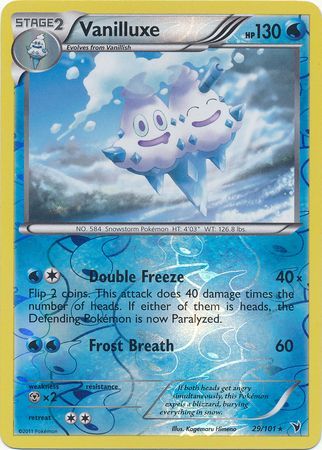 STAGE2
Vanilluxe
HP130
Evolves from Vanillish
NO. 584 Snowstorm Pokémon HT: 4'03" WT: 126.8 lbs.
Double Freeze 40×
Flip 2 coins. This attack does 40 damage times
the number of heads. If either of them is heads, the
Defending Pokémon is now Paralyzed.
Frost Breath 60
weakness resistance
×2
retreat
If both heads get angry
simultaneously, this Pokémon
expels a blizzard, burying
everything in snow.
©2011 Pokémon
Illus. Kagemaru Himeno
29/101★